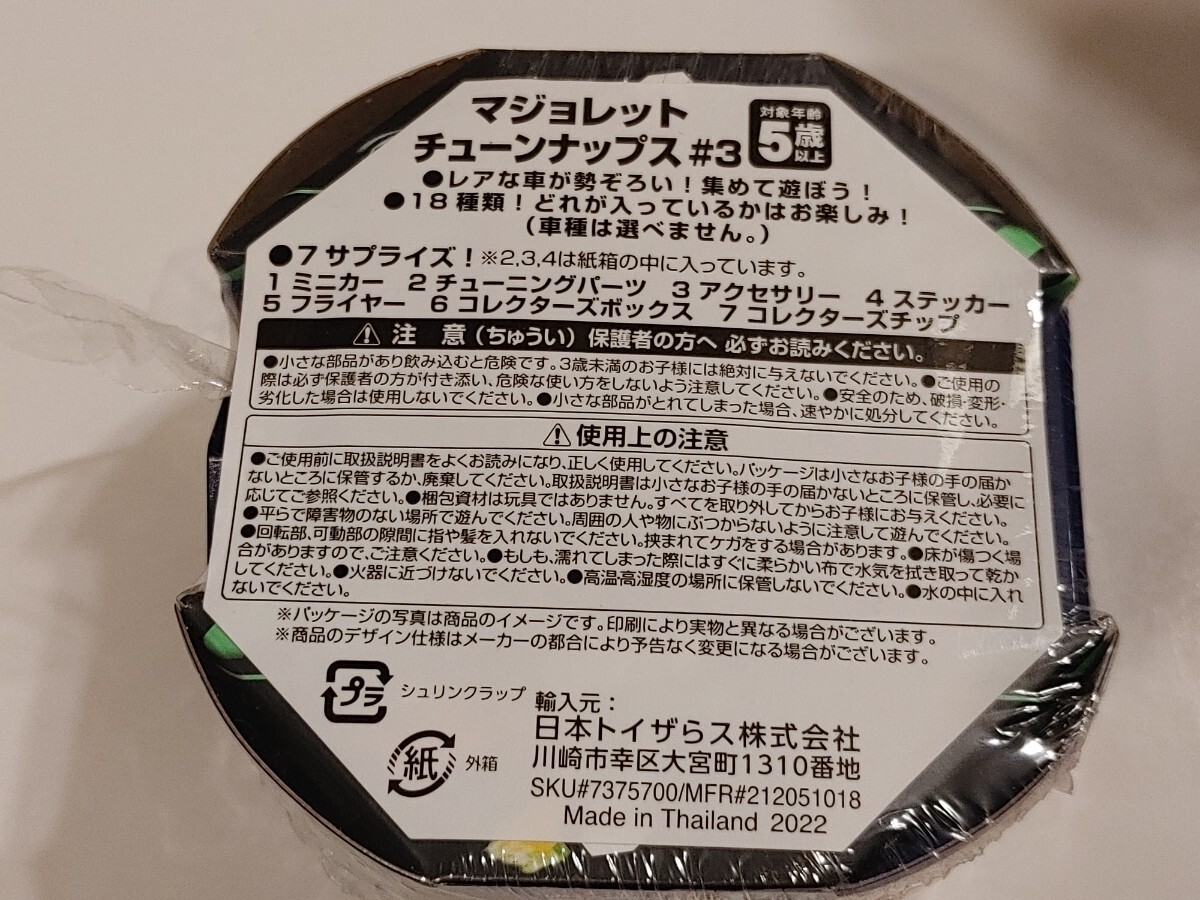 マジョレット
チューンナップス #3
対象年齢
5歳
以上
●レアな車が勢ぞろい！集めて遊ぼう！
●18 種類！どれが入っているかはお楽しみ！
（車種は選べません。）
●7 サプライズ！※2,3,4は紙箱の中に入っています。
1 ミニカー 2 チューニングパーツ 3 アクセサリー 4 ステッカー
5 フライヤー 6 コレクターズボックス 7 コレクターズチップ
⚠ 注 意（ちゅうい）保護者の方へ 必ずお読みください。
●小さな部品があり飲み込むと危険です。3歳未満のお子様には絶対に与えないでください。●ご使用の
際は必ず保護者の方が付き添い、危険な使い方をしないよう注意してください。●安全のため、破損・変形・
劣化した場合は使用しないでください。●小さな部品がとれてしまった場合、速やかに処分してください。
⚠使用上の注意
●ご使用前に取扱説明書をよくお読みになり、正しく使用してください。パッケージは小さなお子様の手の届か
ないところに保管するか、廃棄してください。取扱説明書は小さなお子様の手の届かないところに保管し、必要に
応じてご参照ください。●梱包資材は玩具ではありません。すべてを取り外してからお子様にお与えください。
●平らで障害物のない場所で遊んでください。周囲の人や物にぶつからないように注意して遊んでください。
●回転部、可動部の隙間に指や髪を入れないでください。挟まれてケガをする場合があります。●床が傷つく場
合がありますので、ご注意ください。●もしも、濡れてしまった際にはすぐに柔らかい布で水気を拭き取って乾か
してください。●火器に近づけないでください。●高温・高湿度の場所に保管しないでください。●水の中に入れ
ないでください。
※パッケージの写真は商品のイメージです。印刷により実物と異なる場合がございます。
※商品のデザイン仕様はメーカーの都合により予告なく変更になる場合がございます。
プラ シュリンクラップ
紙 外箱
輸入元：
日本トイザらス株式会社
川崎市幸区大宮町1310番地
SKU#7375700/MFR#212051018
Made in Thailand 2022